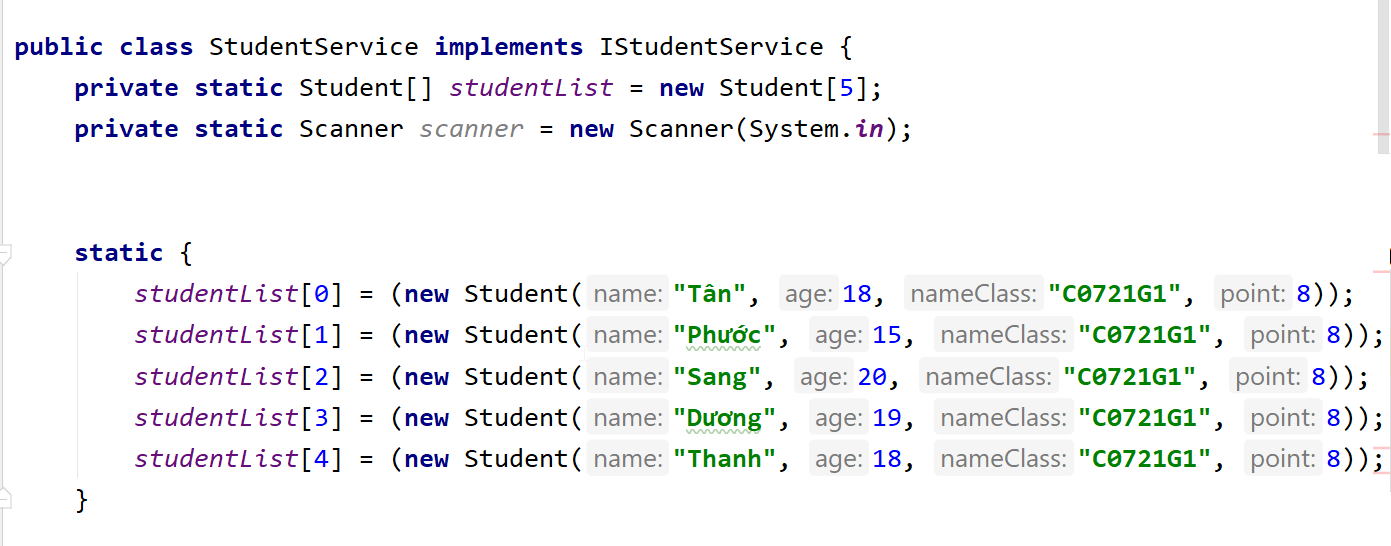 public class StudentService implements IStudentService {
private static Student[] studentList = new Student[5];
private static Scanner scanner = new Scanner(System.in);
static {
studentList[0] = (new Student( name: "Tân", age: 18, nameClass: "C0721G1", point: 8));
studentList[1] = (new Student( name: "Phước", age: 15, nameClass: "C0721G1", point: 8));
studentList[2] = (new Student( name: "Sang", age: 20, nameClass: "C0721G1", point: 8));
studentList[3] = (new Student( name: "Dương", age: 19, nameClass: "C0721G1", point: 8));
studentList[4] = (new Student( name: "Thanh", age: 18, nameClass: "C0721G1", point: 8));
}